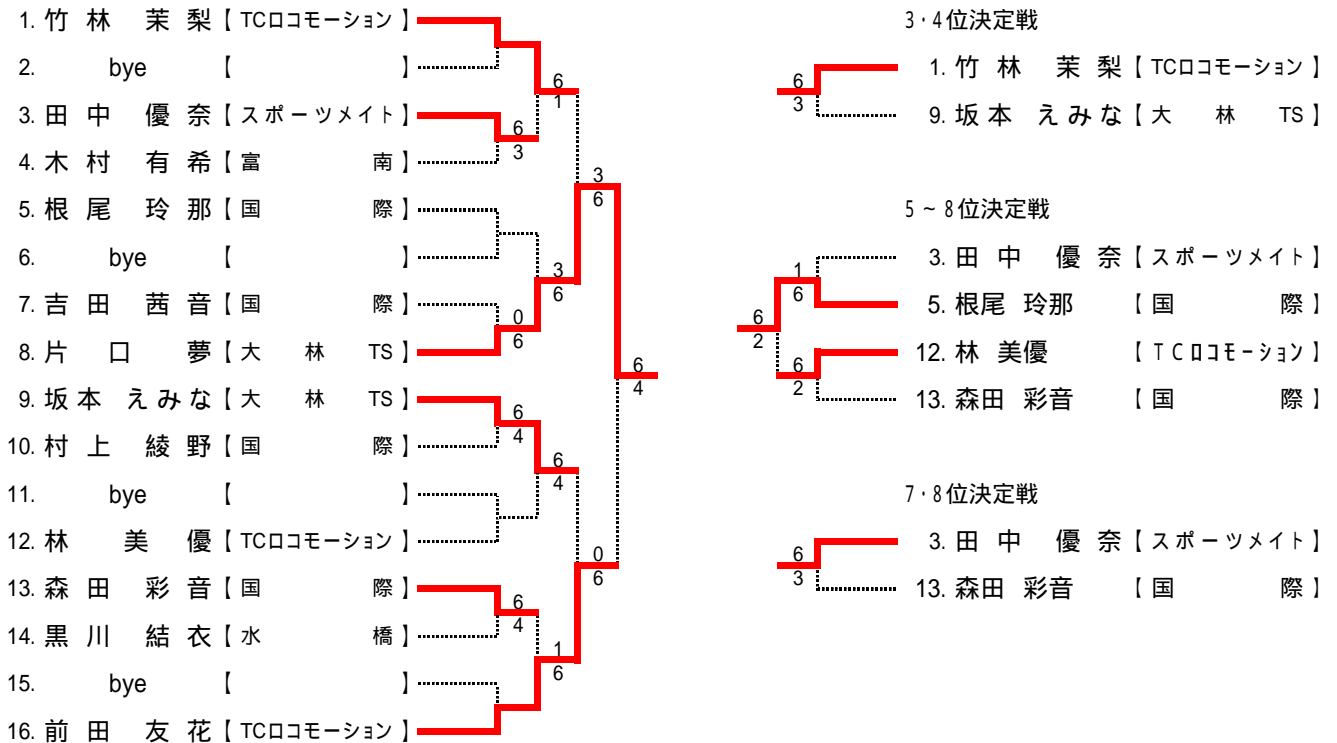 1. 竹 林 茉 梨 【 TCロコモーション 】
2. bye 【 】
3. 田 中 優 奈 【 スポーツメイト 】
4. 木 村 有 希 【 富 南 】
5. 根 尾 玲 那 【 国 際 】
6. bye 【 】
7. 吉 田 茜 音 【 国 際 】
8. 片 口 夢 【 大 林 TS 】
9. 坂 本 えみな 【 大 林 TS 】
10. 村 上 綾 野 【 国 際 】
11. bye 【 】
12. 林 美 優 【 TCロコモーション 】
13. 森 田 彩 音 【 国 際 】
14. 黒 川 結 衣 【 水 橋 】
15. bye 【 】
16. 前 田 友 花 【 TCロコモーション 】
6
3
0
6
6
4
6
4
6
1
3
6
6
4
1
6
3
6
0
6
6
4
3・4位決定戦
1. 竹 林 茉 梨 【 TCロコモーション 】
9. 坂 本 えみな 【 大 林 TS 】
6
3
5~8位決定戦
3. 田 中 優 奈 【 スポーツメイト 】
5. 根尾 玲那 【 国 際 】
12. 林 美優 【 TCロコモーション 】
13. 森田 彩音 【 国 際 】
1
6
6
2
6
2
7・8位決定戦
3. 田 中 優 奈 【 スポーツメイト 】
13. 森田 彩音 【 国 際 】
6
3